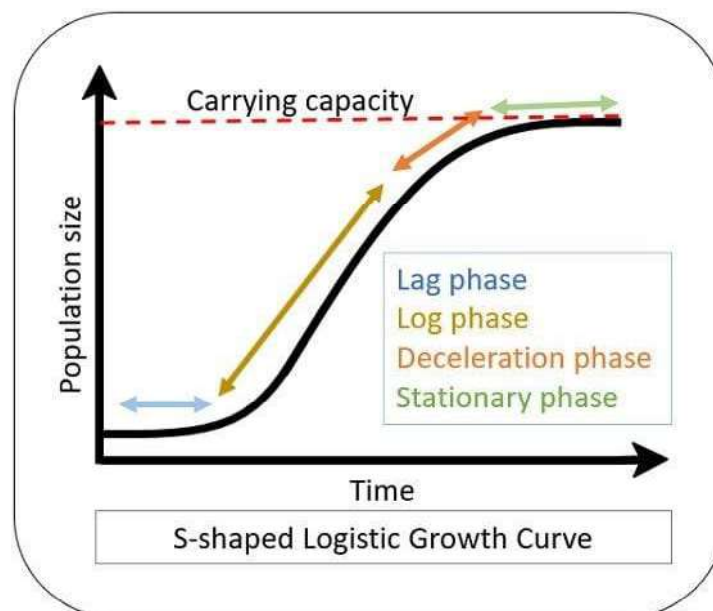 Carrying capacity
Population size
Lag phase
Log phase
Deceleration phase
Stationary phase
Time
S-shaped Logistic Growth Curve